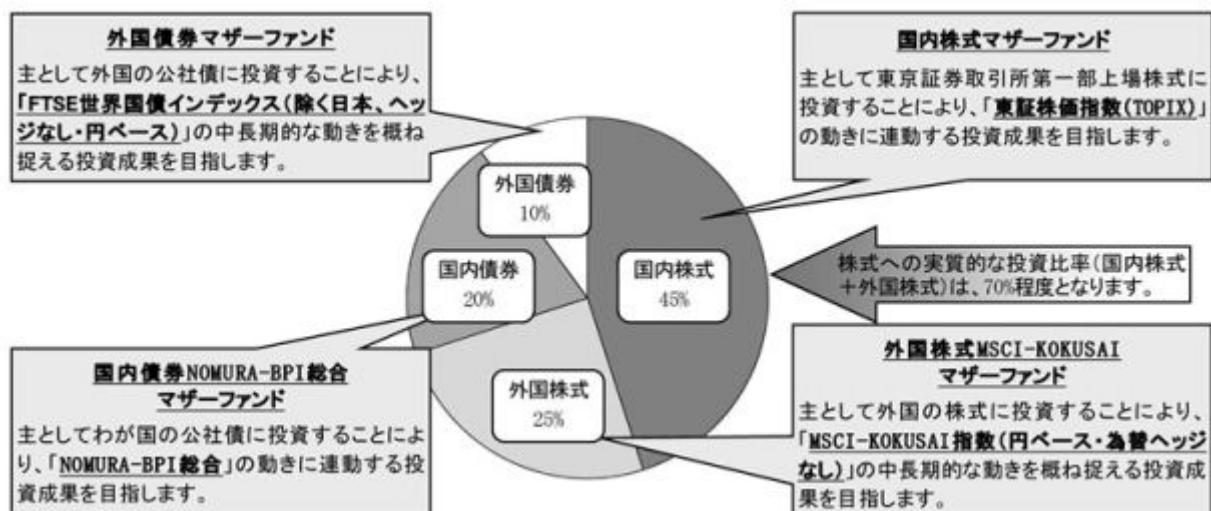 外国債券マザーファンド
主として外国の公社債に投資することにより、
「FTSE世界国債インデックス(除く日本、ヘッ
ジなし・円ベース)」の中長期的な動きを概ね
捉える投資成果を目指します。
国内株式マザーファンド
主として東京証券取引所第一部上場株式に
投資することにより、「東証株価指数(TOPIX)」
の動きに連動する投資成果を目指します。
外国債券
10%
国内債券
20%
国内株式
45%
株式への実質的な投資比率(国内株式
+外国株式)は、70%程度となります。
外国株式
25%
国内債券NOMURA-BPI総合
マザーファンド
主としてわが国の公社債に投資することによ
り、「NOMURA-BPI総合」の動きに連動する投
資成果を目指します。
外国株式MSCI-KOKUSAI
マザーファンド
主として外国の株式に投資することにより、
「MSCI-KOKUSAI指数(円ベース・為替ヘッジ
なし)」の中長期的な動きを概ね捉える投資成
果を目指します。